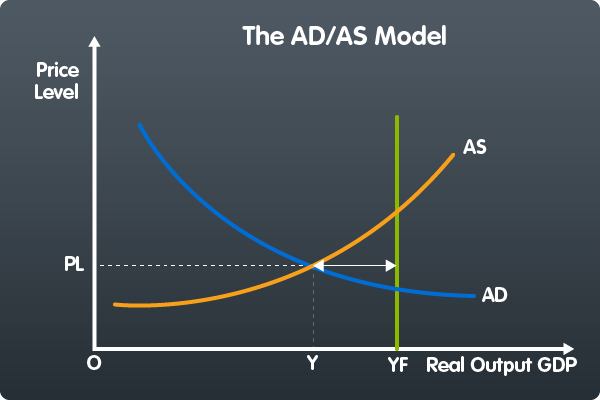 The AD/AS Model
Price
Level
AS
PL
AD
O
Y
YF
Real Output GDP